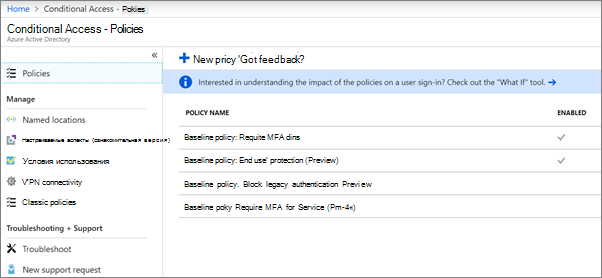 Home > Conditional Access - Policies
Conditional Access - Policies
Azure Active Directory
«
Policies
Manage
Named locations
Настраиваемые аспекты (ознакомительная версия)
Условия использования
VPN connectivity
Classic policies
Troubleshooting + Support
Troubleshoot
New support request
+ New pricy 'Got feedback?
Interested in understanding the impact of the policies on a user sign-in? Check out the "What If" tool. →
POLICY NAME ENABLED
Baseline policy: Requite MFA dins
Baseline policy: End use' protection (Preview)
Baseline policy. Block legacy authentication Preview
Baseline poky Require MFA for Service (Pm-4к)